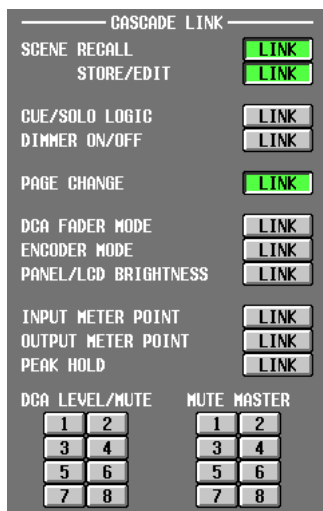 CASCADE LINK
SCENE RECALL LINK
STORE/EDIT LINK
CUE/SOLO LOGIC LINK
DIMMER ON/OFF LINK
PAGE CHANGE LINK
DCA FADER MODE LINK
ENCODER MODE LINK
PANEL/LCD BRIGHTNESS LINK
INPUT METER POINT LINK
OUTPUT METER POINT LINK
PEAK HOLD LINK
DCA LEVEL/MUTE MUTE MASTER
1 2 1 2
3 4 3 4
5 6 5 6
7 8 7 8